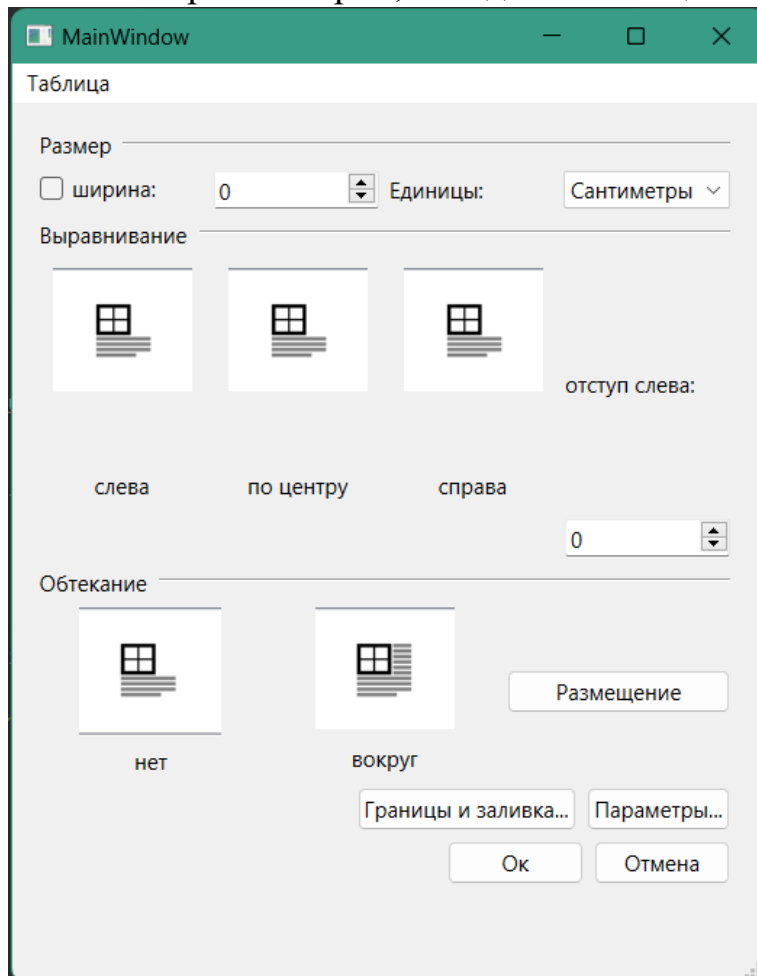 MainWindow
Таблица
Размер
ширина: 0 Единицы: Сантиметры
Выравнивание
отступ слева:
слева по центру справа
0
Обтекание
Размещение
нет вокруг
Границы и заливка... Параметры...
Ок Отмена